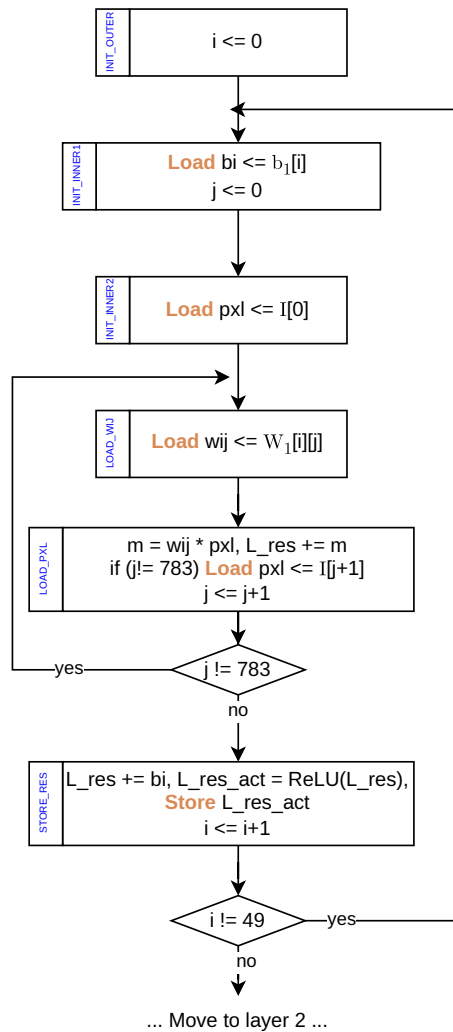 INIT_OUTER
i <= 0
INIT_INNER1
Load bi <= b₁[i]
j <= 0
INIT_INNER2
Load pxl <= I[0]
LOAD_WIJ
Load wij <= W₁[i][j]
LOAD_PXL
m = wij * pxl, L_res += m
if (j!= 783) Load pxl <= I[j+1]
j <= j+1
yes
j != 783
no
STORE_RES
L_res += bi, L_res_act = ReLU(L_res),
Store L_res_act
i <= i+1
i != 49
yes
no
... Move to layer 2 ...